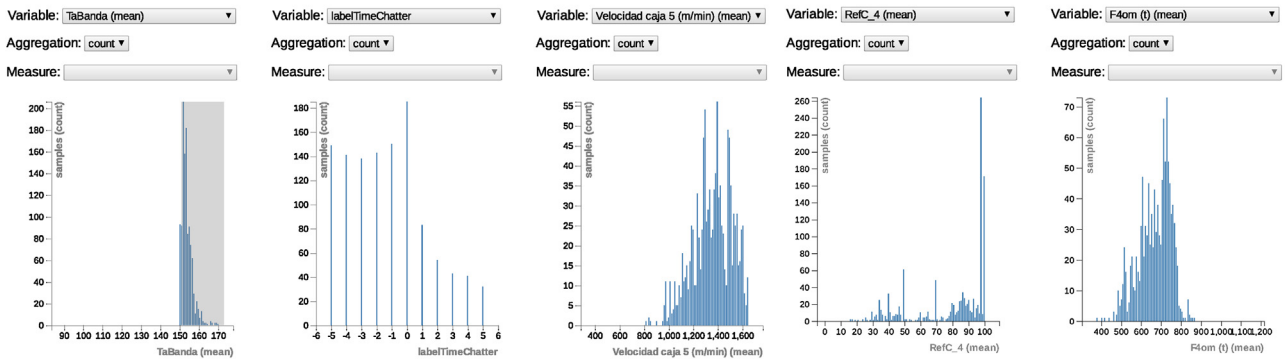 Variable: TaBanda (mean)
Aggregation: count
Measure:
samples (count)
200
180
160
140
120
100
80
60
40
20
0
90 100 110 120 130 140 150 160 170
TaBanda (mean)
Variable: labelTimeChatter
Aggregation: count
Measure:
samples (count)
180
160
140
120
100
80
60
40
20
0
-6 -5 -4 -3 -2 -1 0 1 2 3 4 5 6
labelTimeChatter
Variable: Velocidad caja 5 (m/min) (mean)
Aggregation: count
Measure:
samples (count)
55
50
45
40
35
30
25
20
15
10
5
0
400 600 800 1,000 1,200 1,400 1,600
Velocidad caja 5 (m/min) (mean)
Variable: RefC_4 (mean)
Aggregation: count
Measure:
samples (count)
260
240
220
200
180
160
140
120
100
80
60
40
20
0
0 10 20 30 40 50 60 70 80 90 100
RefC_4 (mean)
Variable: F4om (t) (mean)
Aggregation: count
Measure:
samples (count)
70
60
50
40
30
20
10
0
400 500 600 700 800 900 1,000 1,100 1,200
F4om (t) (mean)